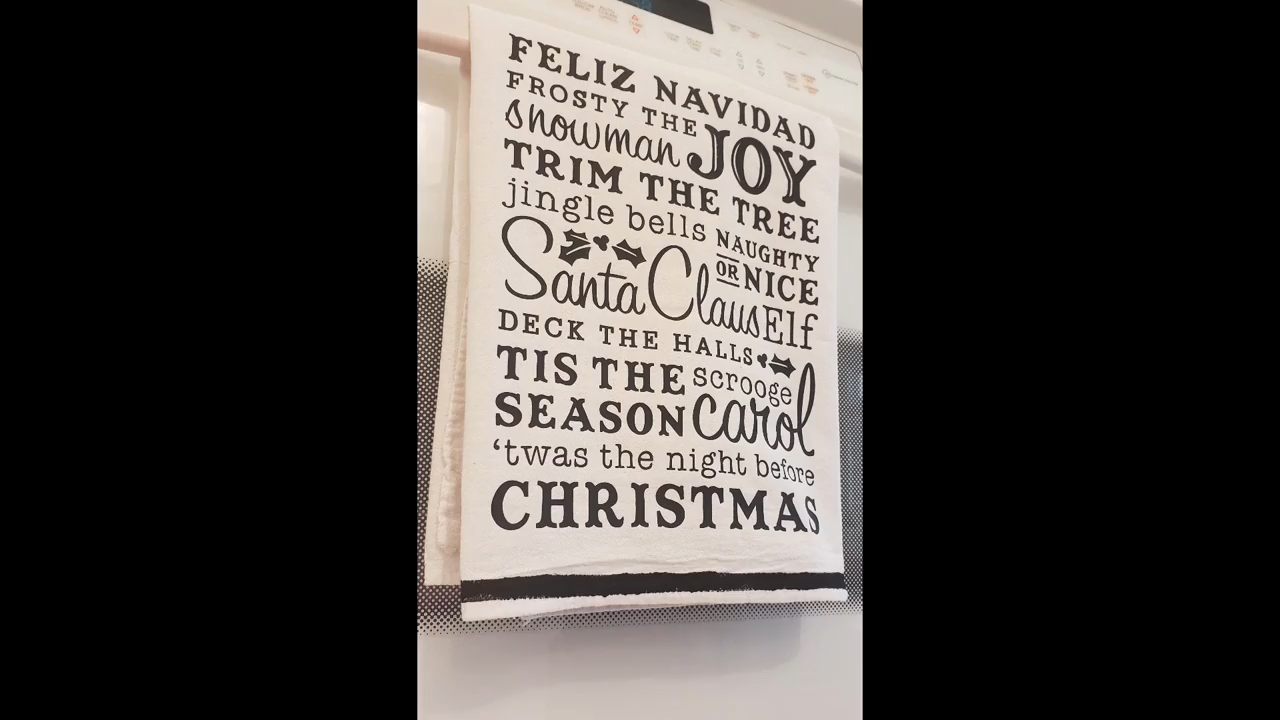 FELIZ NAVIDAD
FROSTY THE
snowman JOY
TRIM THE TREE
jingle bells NAUGHTY
OR NICE
Santa Claus Elf
DECK THE HALLS
TIS THE scrooge
SEASON carol
‘twas the night before
CHRISTMAS